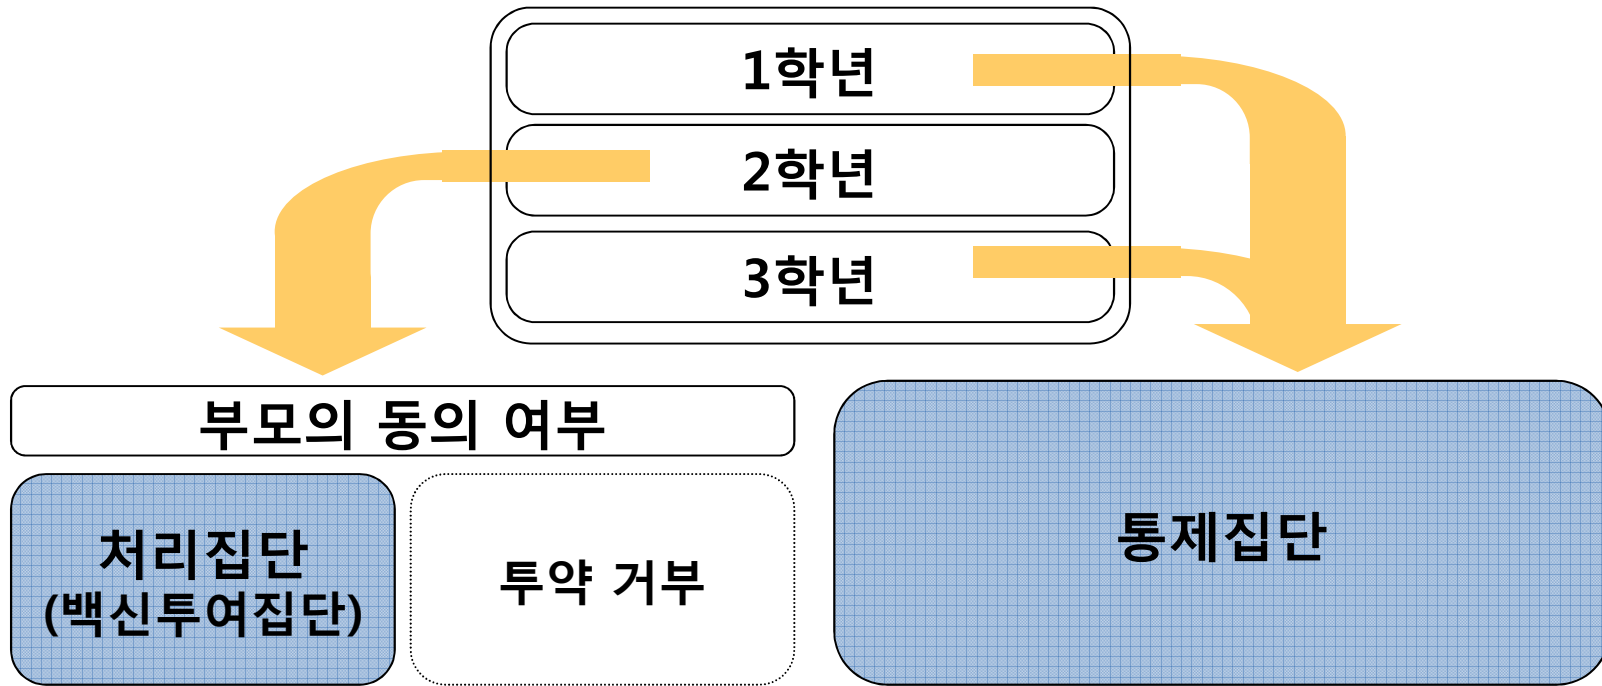 1학년
2학년
3학년
부모의 동의 여부
처리집단
(백신투여집단)
투약 거부
통제집단